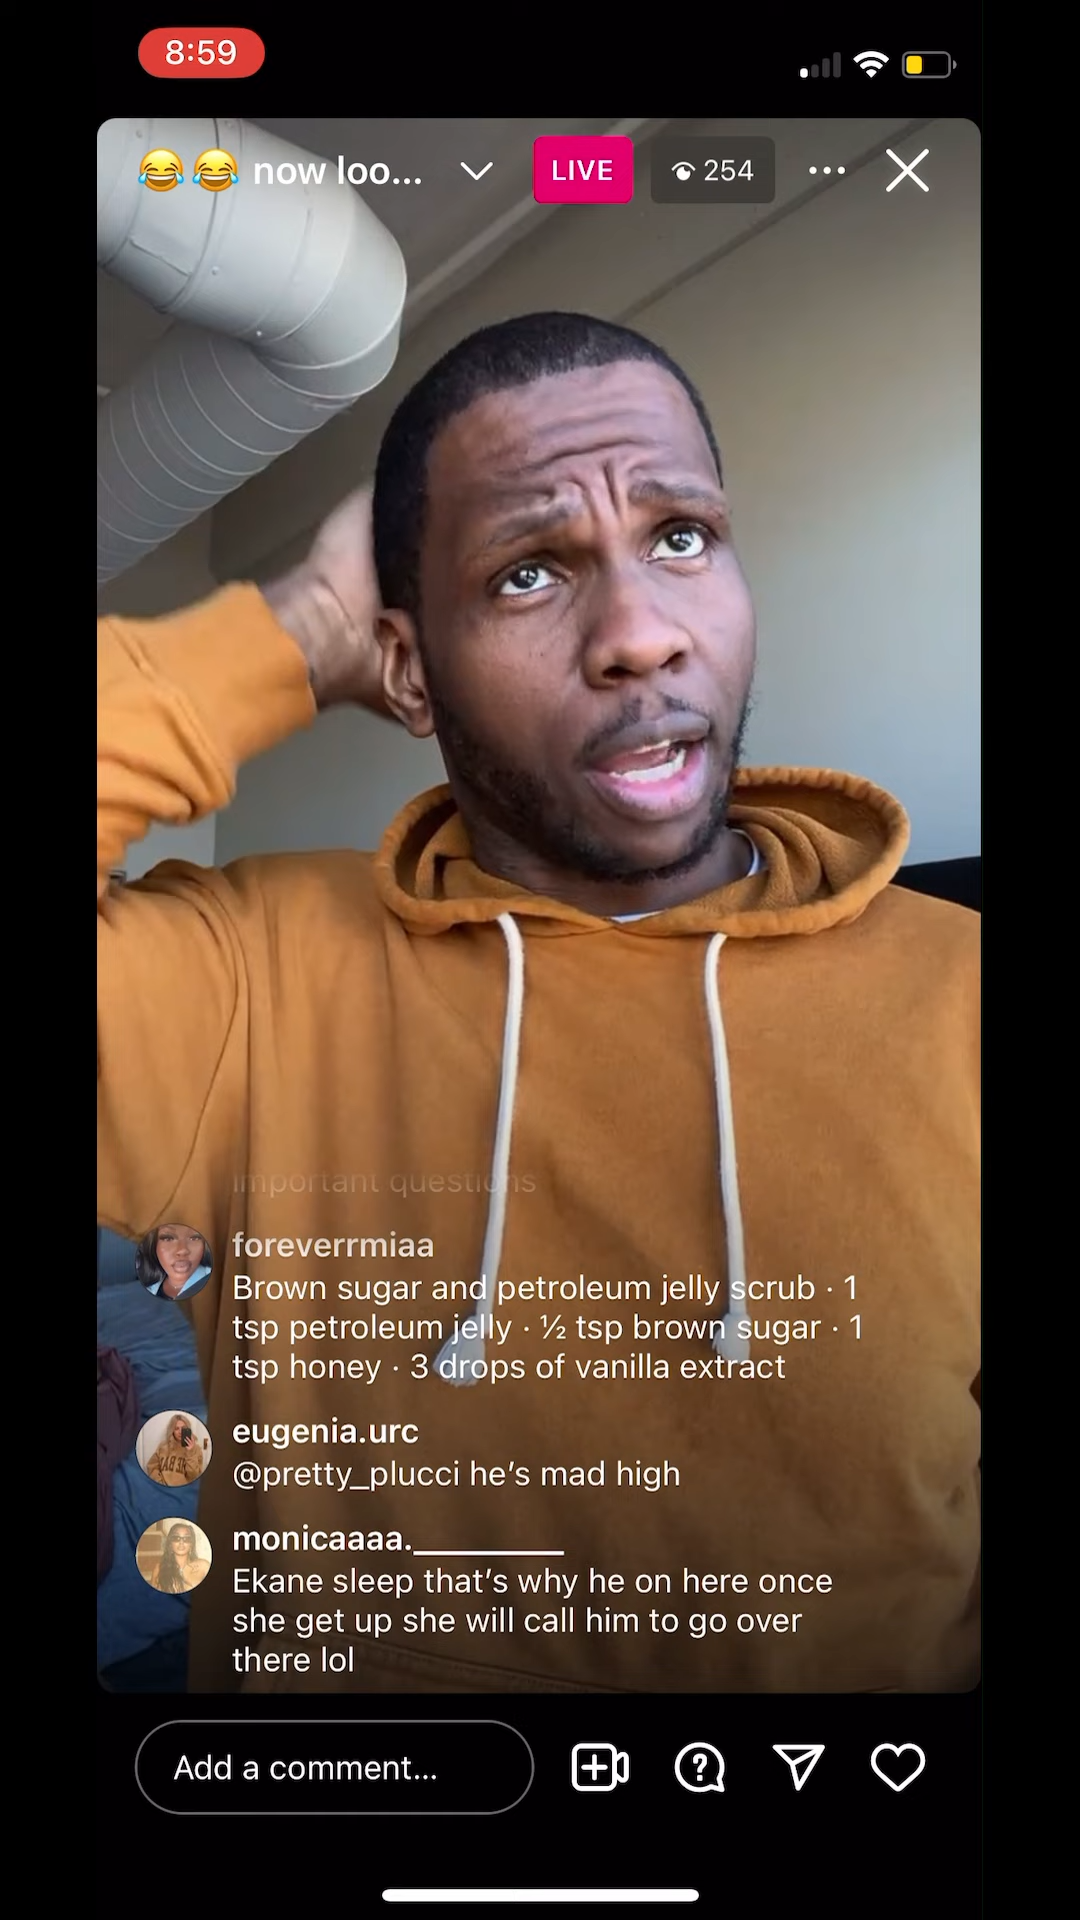 8:59
😂😂 now loo...
LIVE
254
important questions
foreverrmiaa
Brown sugar and petroleum jelly scrub · 1
tsp petroleum jelly · ½ tsp brown sugar · 1
tsp honey · 3 drops of vanilla extract
eugenia.urc
@pretty_plucci he’s mad high
monicaaaa.________
Ekane sleep that’s why he on here once
she get up she will call him to go over
there lol
Add a comment...